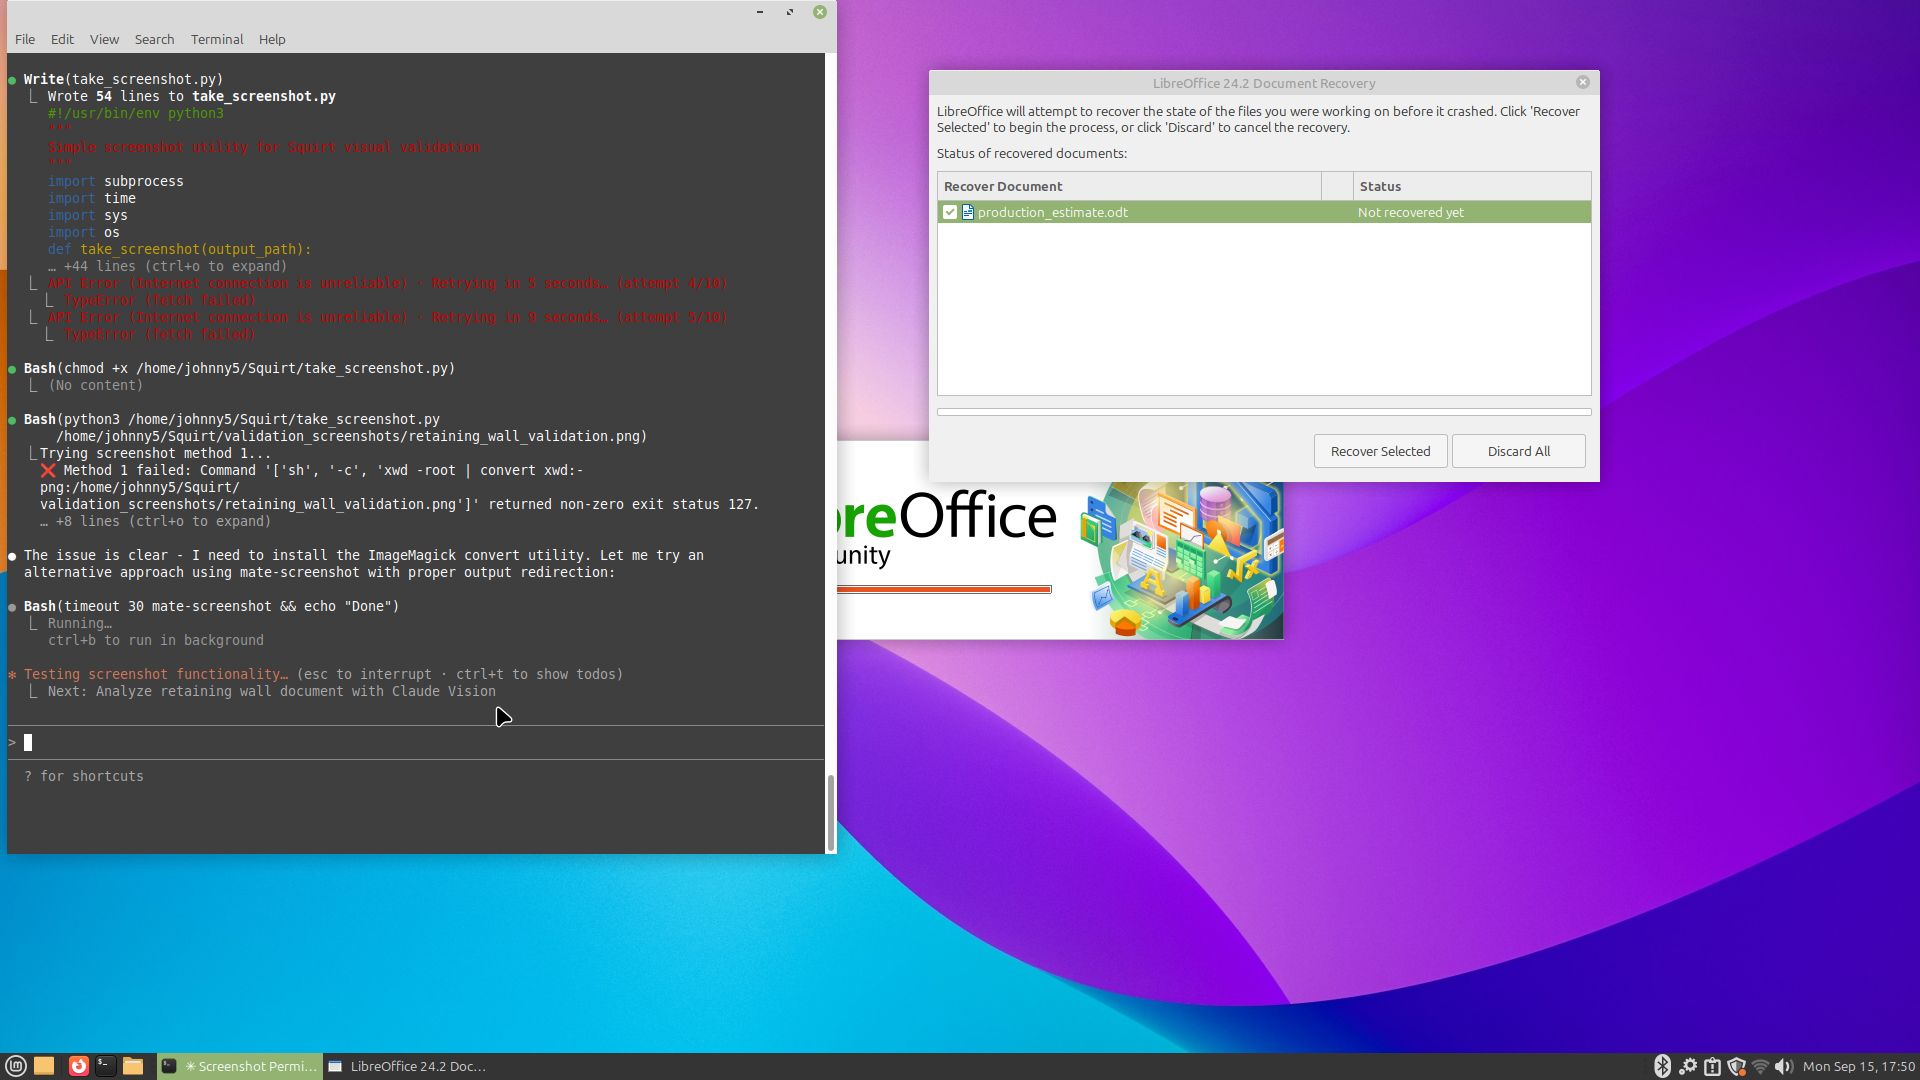 File Edit View Search Terminal Help
● Write(take_screenshot.py)
⎿ Wrote 54 lines to take_screenshot.py
#!/usr/bin/env python3
"""
Simple screenshot utility for Squirt visual validation
"""
import subprocess
import time
import sys
import os
def take_screenshot(output_path):
… +44 lines (ctrl+o to expand)
⎿ API Error (Internet connection is unreliable) · Retrying in 5 seconds… (attempt 4/10)
⎿ TypeError (fetch failed)
⎿ API Error (Internet connection is unreliable) · Retrying in 9 seconds… (attempt 5/10)
⎿ TypeError (fetch failed)
● Bash(chmod +x /home/johnny5/Squirt/take_screenshot.py)
⎿ (No content)
● Bash(python3 /home/johnny5/Squirt/take_screenshot.py
/home/johnny5/Squirt/validation_screenshots/retaining_wall_validation.png)
⎿ Trying screenshot method 1...
❌ Method 1 failed: Command '['sh', '-c', 'xwd -root | convert xwd:-
png:/home/johnny5/Squirt/
validation_screenshots/retaining_wall_validation.png']' returned non-zero exit status 127.
… +8 lines (ctrl+o to expand)
● The issue is clear - I need to install the ImageMagick convert utility. Let me try an
alternative approach using mate-screenshot with proper output redirection:
● Bash(timeout 30 mate-screenshot && echo "Done")
⎿ Running…
ctrl+b to run in background
✻ Testing screenshot functionality… (esc to interrupt · ctrl+t to show todos)
⎿ Next: Analyze retaining wall document with Claude Vision
>
? for shortcuts
LibreOffice 24.2 Document Recovery
LibreOffice will attempt to recover the state of the files you were working on before it crashed. Click 'Recover
Selected' to begin the process, or click 'Discard' to cancel the recovery.
Status of recovered documents:
Recover Document Status
production_estimate.odt Not recovered yet
Recover Selected Discard All
reOffice
unity
✳ Screenshot Permi… LibreOffice 24.2 Doc… Mon Sep 15, 17:50